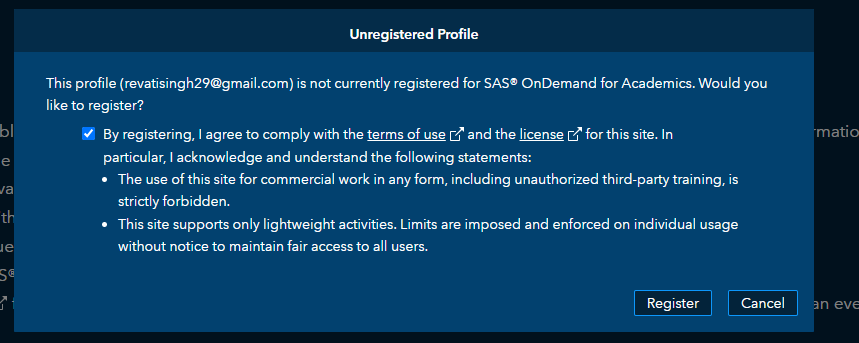 Unregistered Profile
This profile (revatisingh29@gmail.com) is not currently registered for SAS® OnDemand for Academics. Would you
like to register?
By registering, I agree to comply with the terms of use and the license for this site. In
particular, I acknowledge and understand the following statements:
• The use of this site for commercial work in any form, including unauthorized third-party training, is
strictly forbidden.
• This site supports only lightweight activities. Limits are imposed and enforced on individual usage
without notice to maintain fair access to all users.
Register Cancel